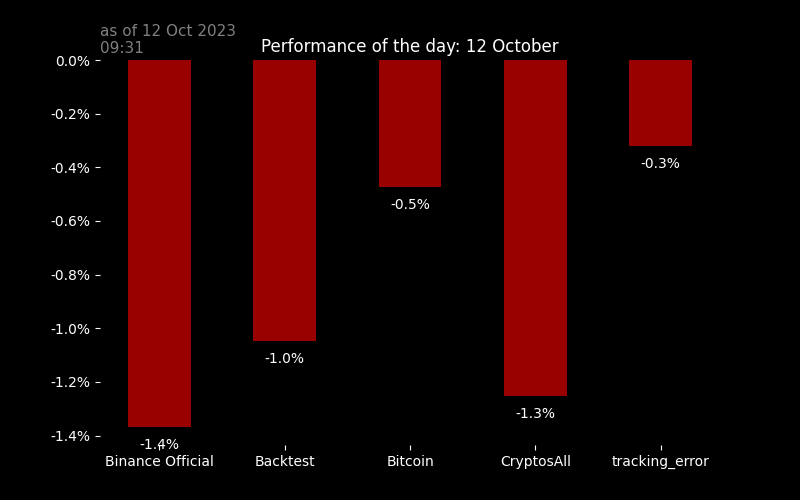 as of 12 Oct 2023
09:31
Performance of the day: 12 October
0.0%
-0.2%
-0.4%
-0.6%
-0.8%
-1.0%
-1.2%
-1.4%
-1.4%
-1.0%
-0.5%
-1.3%
-0.3%
Binance Official
Backtest
Bitcoin
CryptosAll
tracking_error